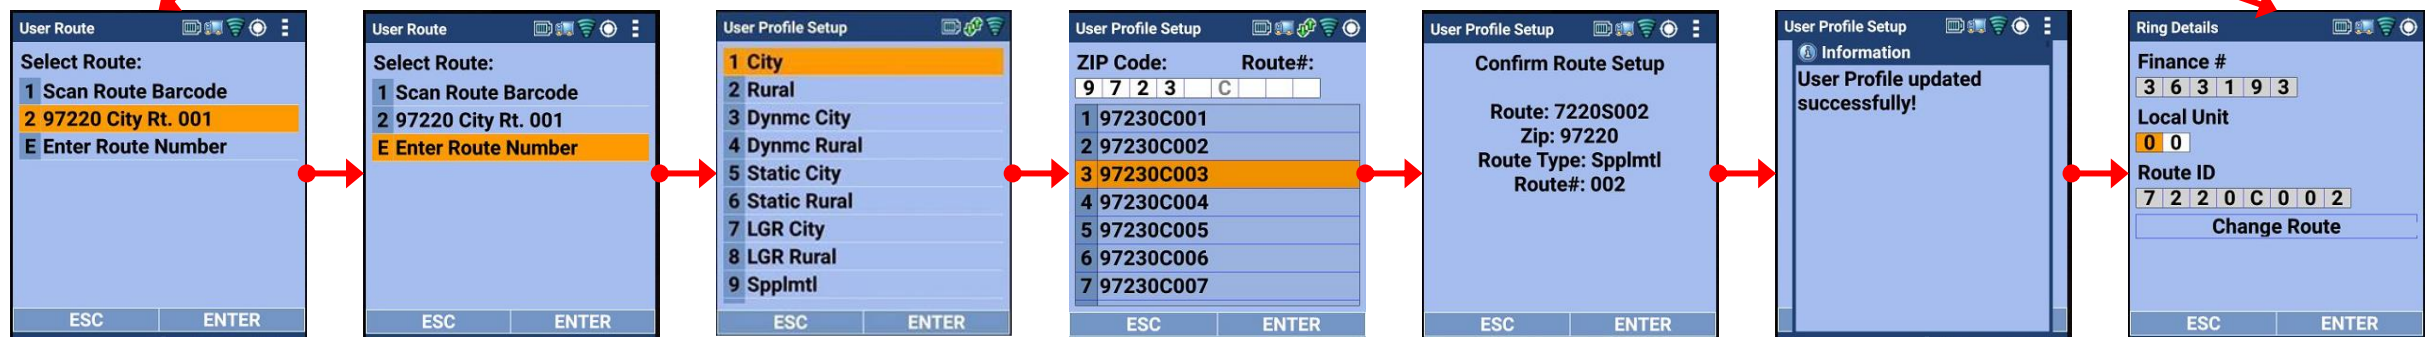 User Route
Select Route:
1 Scan Route Barcode
2 97220 City Rt. 001
E Enter Route Number
ESC ENTER
User Route
Select Route:
1 Scan Route Barcode
2 97220 City Rt. 001
E Enter Route Number
ESC ENTER
User Profile Setup
1 City
2 Rural
3 Dynmc City
4 Dynmc Rural
5 Static City
6 Static Rural
7 LGR City
8 LGR Rural
9 Spplmtl
ESC ENTER
User Profile Setup
ZIP Code: Route#:
9 7 2 3 C
1 97230C001
2 97230C002
3 97230C003
4 97230C004
5 97230C005
6 97230C006
7 97230C007
ESC ENTER
User Profile Setup
Confirm Route Setup
Route: 7220S002
Zip: 97220
Route Type: Spplmtl
Route#: 002
ESC ENTER
User Profile Setup
Information
User Profile updated
successfully!
Ring Details
Finance #
3 6 3 1 9 3
Local Unit
0 0
Route ID
7 2 2 0 C 0 0 2
Change Route
ESC ENTER